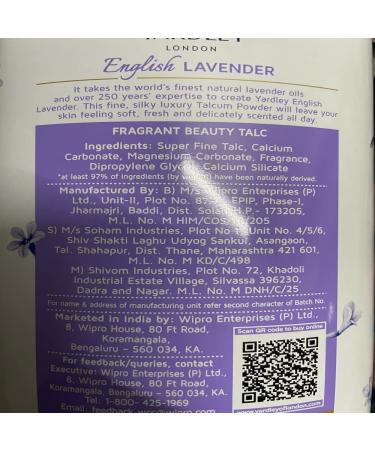 YARDLEY
LONDON
English LAVENDER
It takes the world's finest natural lavender oils
and over 250 years' expertise to create Yardley English
Lavender. This fine, silky luxury Talcum Powder will leave your
skin feeling soft, fresh and delicately scented all day.
FRAGRANT BEAUTY TALC
Ingredients: Super Fine Talc, Calcium
Carbonate, Magnesium Carbonate, Fragrance,
Dipropylene Glycol, Calcium Silicate
*at least 97% of ingredients (by weight) have been naturally derived.
Manufactured By: B) M/s Wipro Enterprises (P)
Ltd., Unit-II, Plot No. 87, EPIP, Phase-I,
Jharmajri, Baddi, Dist. Solan H.P.- 173205,
M.L. No. HIM/COS/ /205
S) M/s Soham Industries, Plot No Unit No. 4/5/6,
Shiv Shakti Laghu Udyog Sankul, Asangaon,
Tal. Shahapur, Dist. Thane, Maharashtra 421 601,
M.L. No. M KD/C/498
M) Shivom Industries, Plot No. 72, Khadoli
Industrial Estate Village, Silvassa 396230,
Dadra and Nagar. M.L. No. M DNH/C/25
For name & address of manufacturing unit refer second character of Batch No.
Marketed in India by: Wipro Enterprises (P) Ltd.,
8, Wipro House, 80 Ft Road,
Koramangala,
Bengaluru – 560 034, KA.
For feedback/queries, contact
Executive: Wipro Enterprises (P) Ltd.,
8, Wipro House, 80 Ft Road,
Koramangala, Bengaluru – 560 034, KA.
Tel: 1-800- 425-1969
Email: feedback.wcc@wipro.com
Scan QR code to buy online
www.yardleyoflondon.com